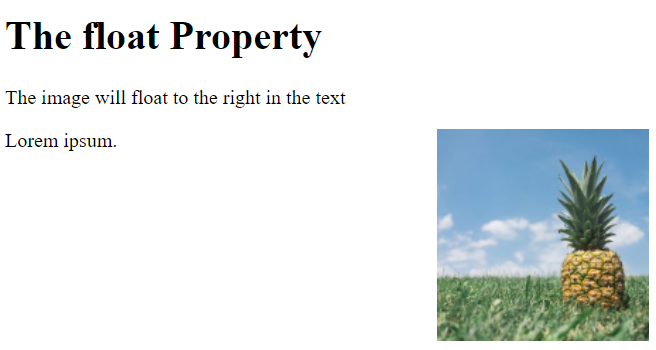 The float Property
The image will float to the right in the text
Lorem ipsum.